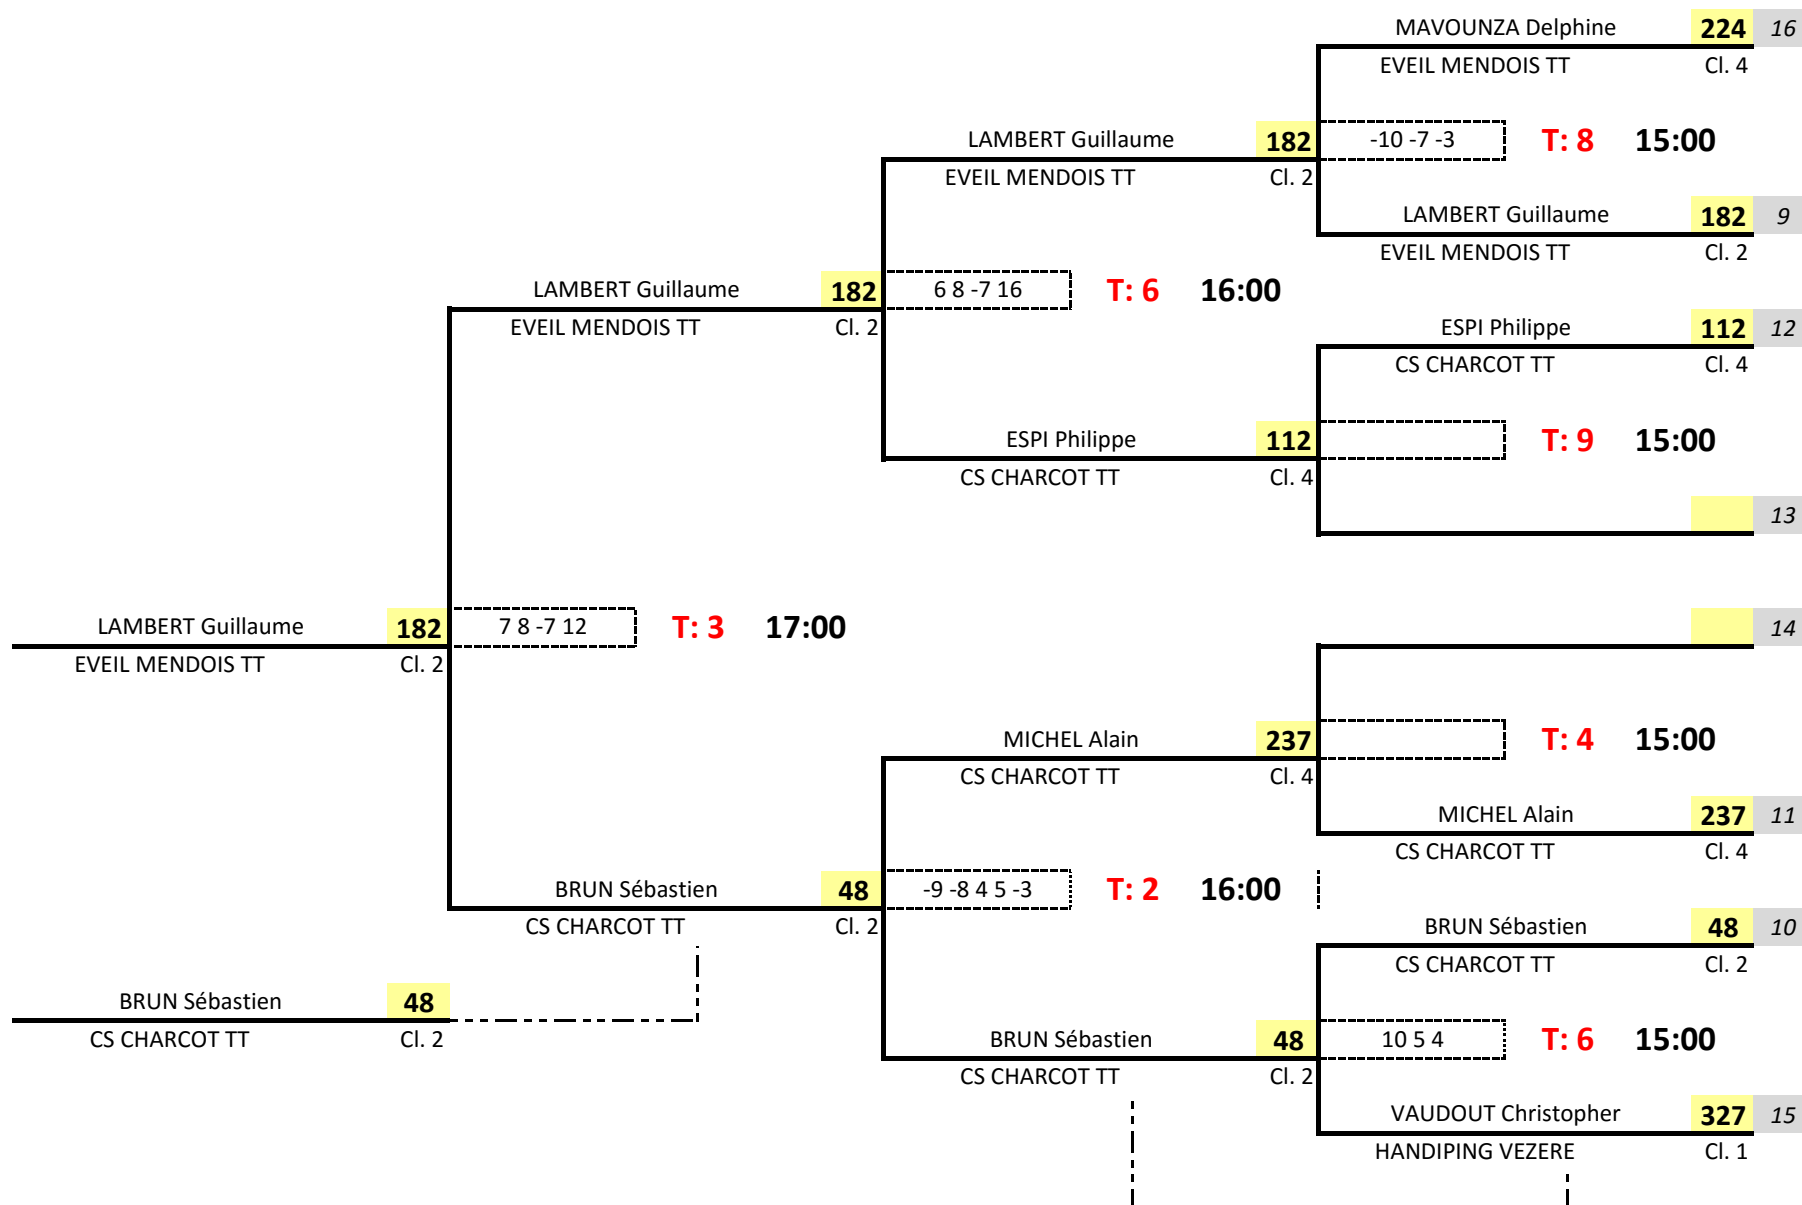 MAVOUNZA Delphine 224 16
EVEIL MENDOIS TT Cl. 4
LAMBERT Guillaume 182 -10 -7 -3 T: 8 15:00
EVEIL MENDOIS TT Cl. 2
LAMBERT Guillaume 182 9
EVEIL MENDOIS TT Cl. 2
LAMBERT Guillaume 182 6 8 -7 16 T: 6 16:00
EVEIL MENDOIS TT Cl. 2
ESPI Philippe 112 12
CS CHARCOT TT Cl. 4
ESPI Philippe 112 T: 9 15:00
CS CHARCOT TT Cl. 4
13
LAMBERT Guillaume 182 7 8 -7 12 T: 3 17:00 14
EVEIL MENDOIS TT Cl. 2
MICHEL Alain 237 T: 4 15:00
CS CHARCOT TT Cl. 4
MICHEL Alain 237 11
CS CHARCOT TT Cl. 4
BRUN Sébastien 48 -9 -8 4 5 -3 T: 2 16:00
CS CHARCOT TT Cl. 2
BRUN Sébastien 48 10
CS CHARCOT TT Cl. 2
BRUN Sébastien 48
CS CHARCOT TT Cl. 2
BRUN Sébastien 48 10 5 4 T: 6 15:00
CS CHARCOT TT Cl. 2
VAUDOUT Christopher 327 15
HANDIPING VEZERE Cl. 1